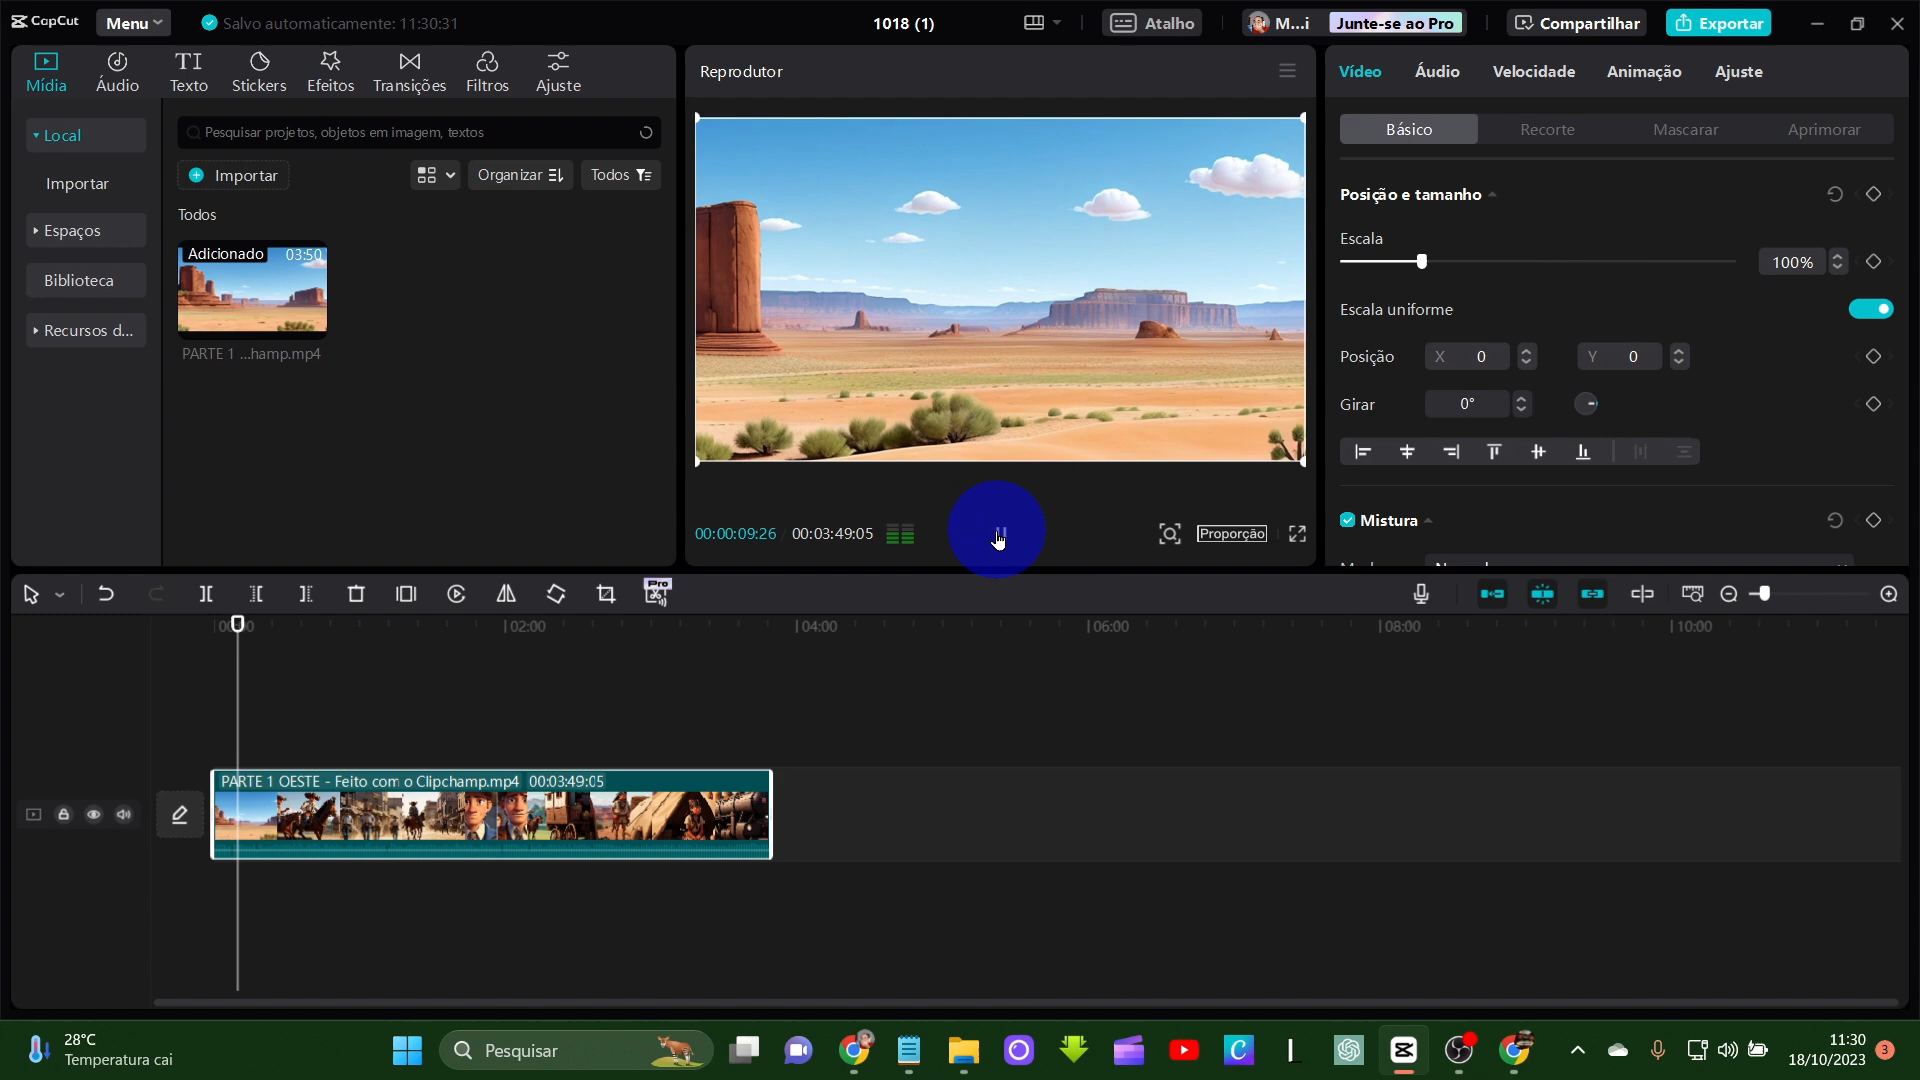 CapCut
Menu
Salvo automaticamente: 11:30:31
1018 (1)
Atalho
M...i
Junte-se ao Pro
Compartilhar
Exportar
Mídia
Áudio
Texto
Stickers
Efeitos
Transições
Filtros
Ajuste
Reprodutor
Vídeo
Áudio
Velocidade
Animação
Ajuste
Local
Importar
Espaços
Biblioteca
Recursos d...
Pesquisar projetos, objetos em imagem, textos
Importar
Organizar
Todos
Todos
Adicionado
03:50
PARTE 1 ...hamp.mp4
00:00:09:26
00:03:49:05
Proporção
Básico
Recorte
Mascarar
Aprimorar
Posição e tamanho
Escala
100%
Escala uniforme
Posição
X 0
Y 0
Girar
0°
Mistura
Pro
00:00
02:00
04:00
06:00
08:00
10:00
PARTE 1 OESTE - Feito com o Clipchamp.mp4 00:03:49:05
28°C
Temperatura cai
Pesquisar
11:30
18/10/2023
3